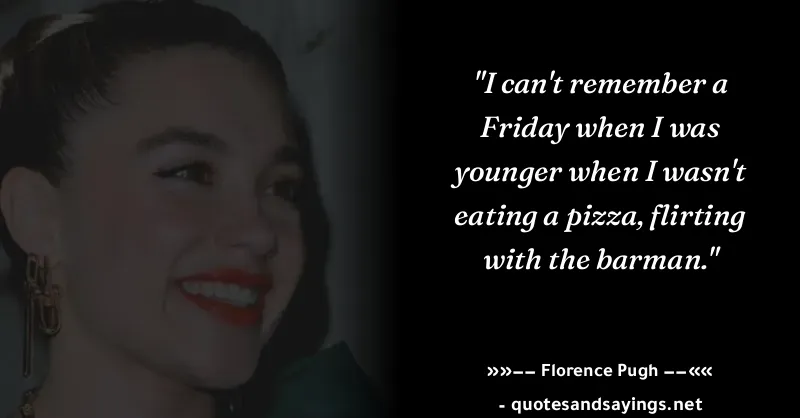 "I can't remember a
Friday when I was
younger when I wasn't
eating a pizza, flirting
with the barman."
»»−− Florence Pugh −−««
- quotesandsayings.net